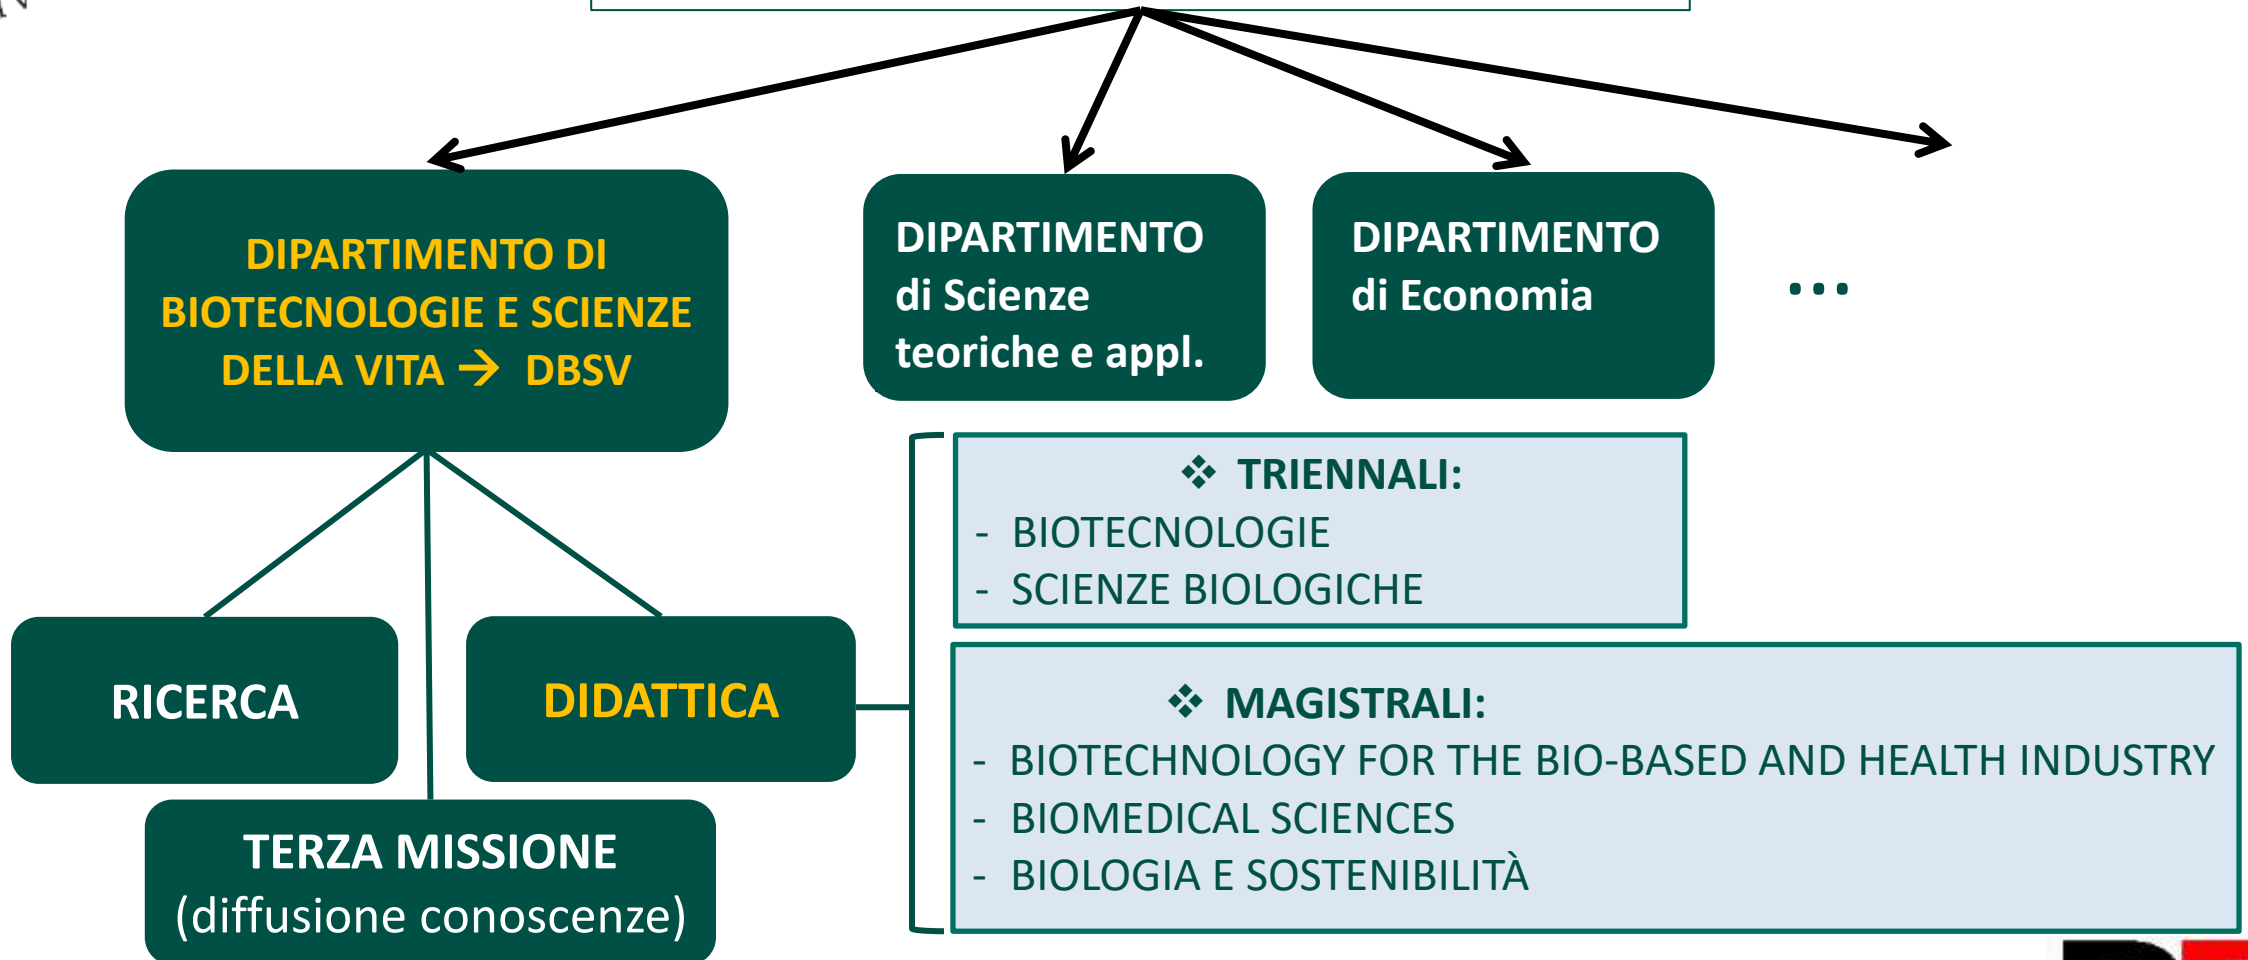 DIPARTIMENTO DI
BIOTECNOLOGIE E SCIENZE
DELLA VITA → DBSV
DIPARTIMENTO
di Scienze
teoriche e appl.
DIPARTIMENTO
di Economia
...
❖ TRIENNALI:
- BIOTECNOLOGIE
- SCIENZE BIOLOGICHE
RICERCA
DIDATTICA
❖ MAGISTRALI:
- BIOTECHNOLOGY FOR THE BIO-BASED AND HEALTH INDUSTRY
- BIOMEDICAL SCIENCES
- BIOLOGIA E SOSTENIBILITÀ
TERZA MISSIONE
(diffusione conoscenze)